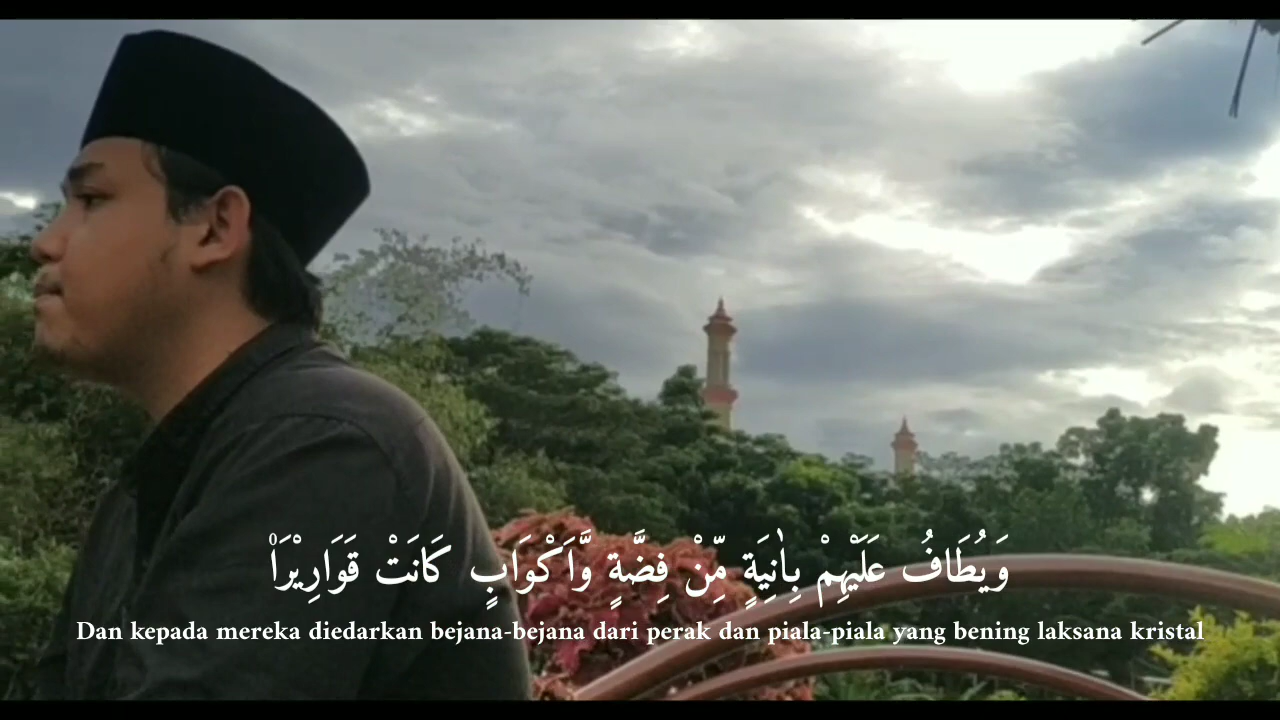 وَيُطَافُ عَلَيْهِمْ بِاٰنِيَةٍ مِّنْ فِضَّةٍ وَّاَكْوَابٍ كَانَتْ قَوَارِيْرَا۠
Dan kepada mereka diedarkan bejana-bejana dari perak dan piala-piala yang bening laksana kristal